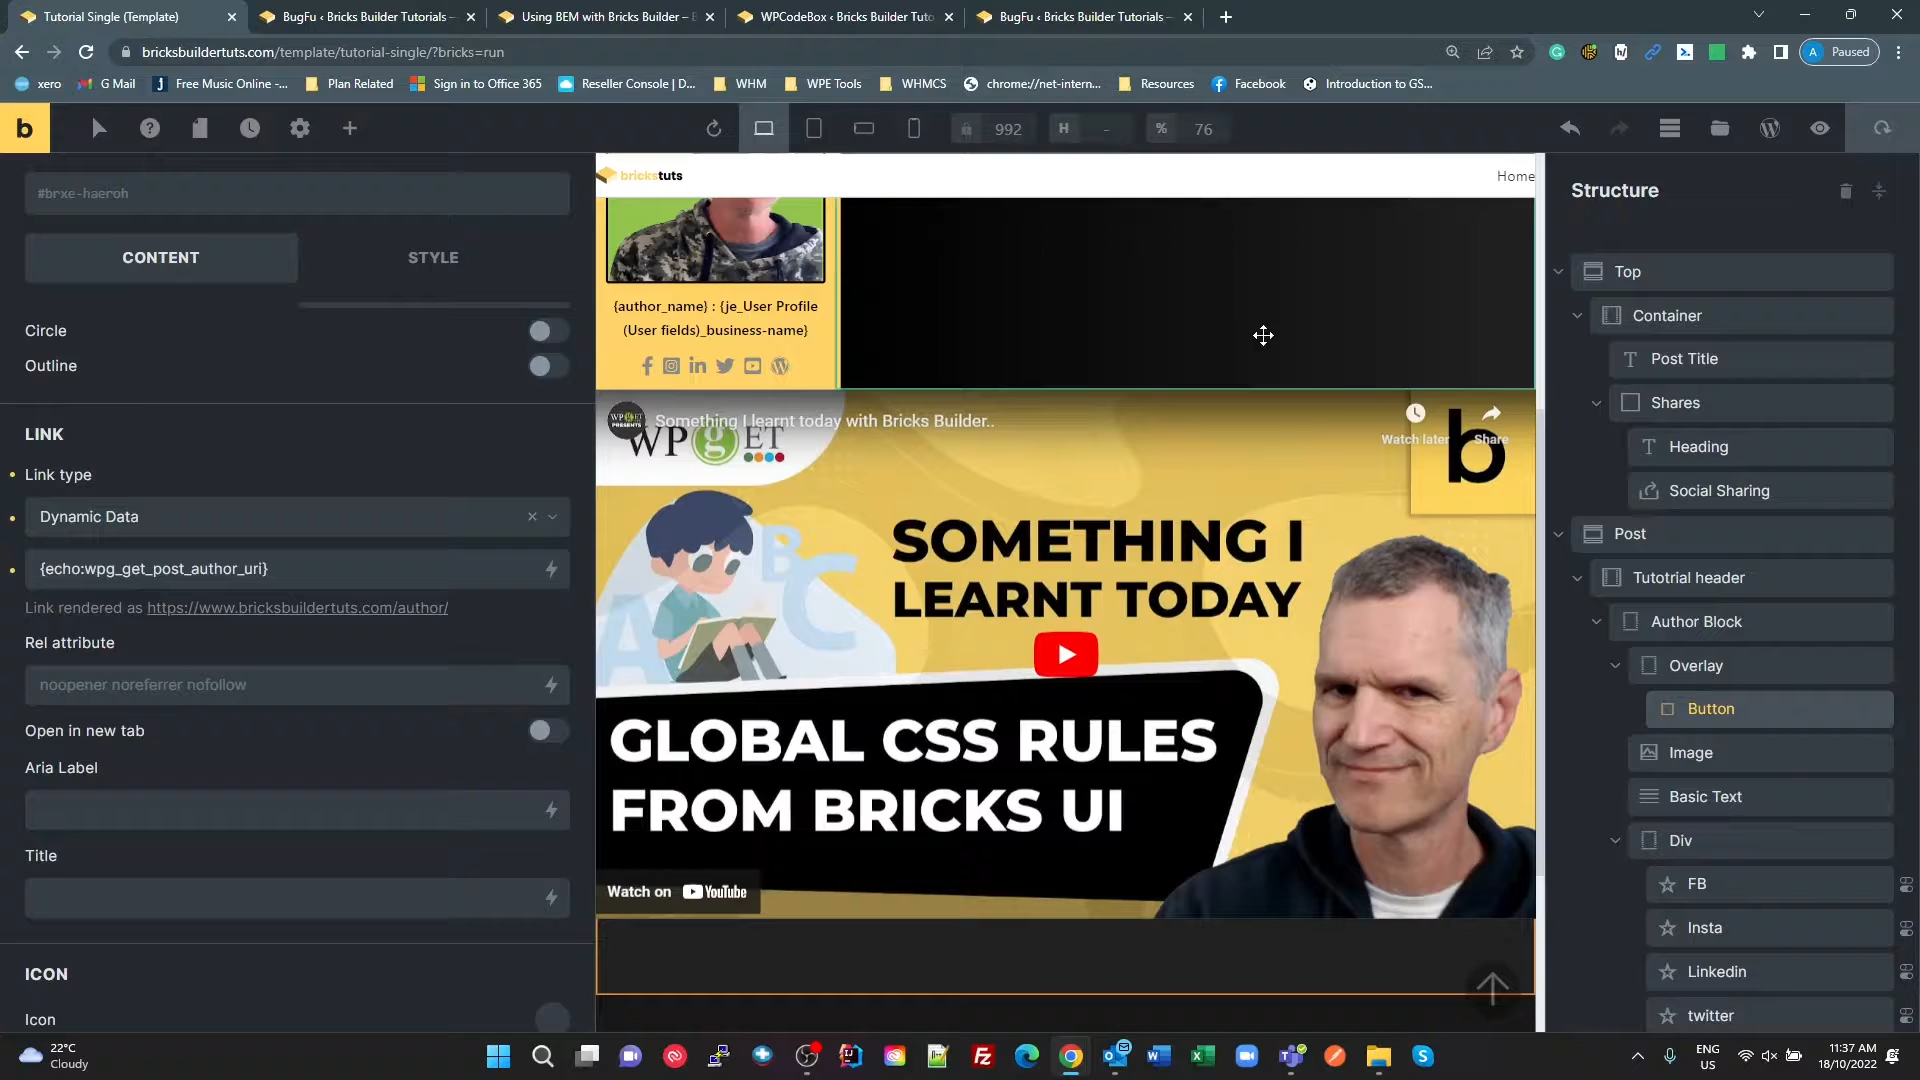 Tutorial Single (Template)
BugFu ‹ Bricks Builder Tutorials —
Using BEM with Bricks Builder – B
WPCodeBox ‹ Bricks Builder Tuto
BugFu ‹ Bricks Builder Tutorials —
bricksbuildertuts.com/template/tutorial-single/?bricks=run
A Paused
xero
G Mail
Free Music Online -...
Plan Related
Sign in to Office 365
Reseller Console | D...
WHM
WPE Tools
WHMCS
chrome://net-intern...
Resources
Facebook
Introduction to GS...
b
992
H -
% 76
#brxe-haeroh
CONTENT
STYLE
Circle
Outline
LINK
Link type
Dynamic Data
{echo:wpg_get_post_author_uri}
Link rendered as https://www.bricksbuildertuts.com/author/
Rel attribute
noopener noreferrer nofollow
Open in new tab
Aria Label
Title
ICON
Icon
brickstuts
Home
{author_name} : {je_User Profile
(User fields)_business-name}
Something I learnt today with Bricks Builder..
Watch later
Share
WP gET
PRESENTS
WP gET
b
A B C
SOMETHING I
LEARNT TODAY
GLOBAL CSS RULES
FROM BRICKS UI
Watch on YouTube
Structure
Top
Container
Post Title
Shares
Heading
Social Sharing
Post
Tutotrial header
Author Block
Overlay
Button
Image
Basic Text
Div
FB
Insta
Linkedin
twitter
22°C
Cloudy
ENG
US
11:37 AM
18/10/2022